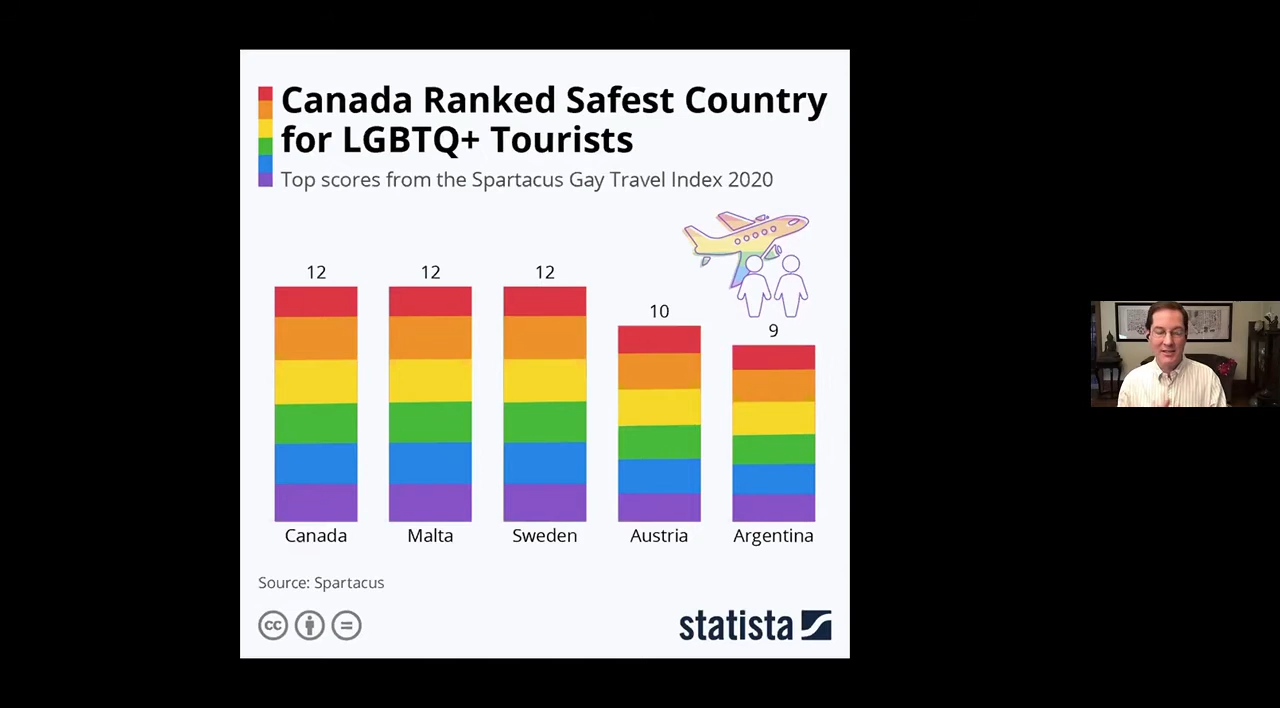 Canada Ranked Safest Country
for LGBTQ+ Tourists
Top scores from the Spartacus Gay Travel Index 2020
12
12
12
10
9
Canada
Malta
Sweden
Austria
Argentina
Source: Spartacus
cc
=
statista